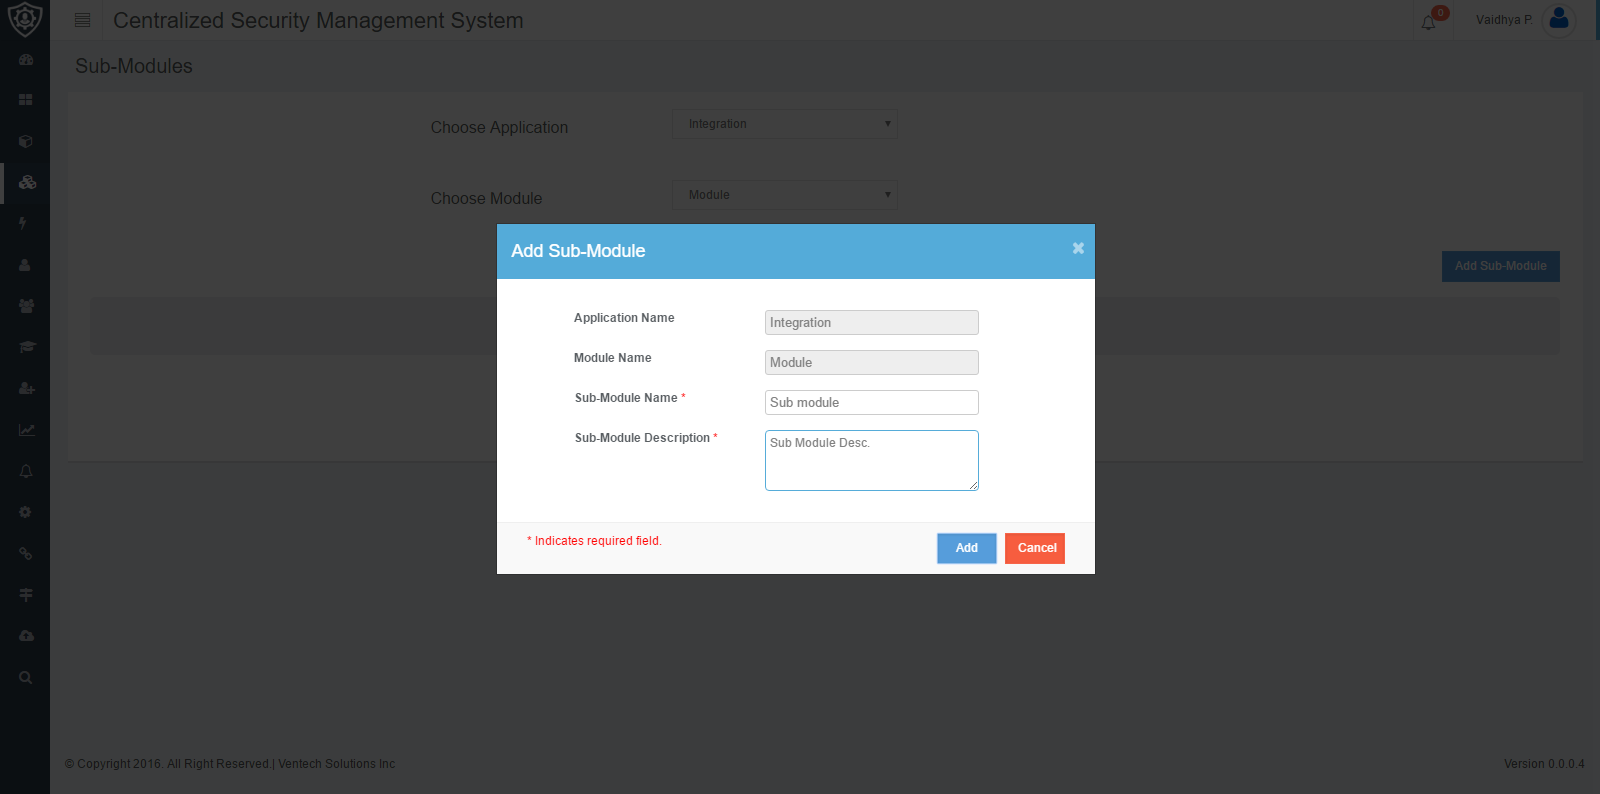 Centralized Security Management System
0
Vaidhya P.
Sub-Modules
Choose Application
Integration
Choose Module
Module
Add Sub-Module
Add Sub-Module
Application Name
Integration
Module Name
Module
Sub-Module Name *
Sub module
Sub-Module Description *
Sub Module Desc.
* Indicates required field.
Add
Cancel
© Copyright 2016. All Right Reserved.| Ventech Solutions Inc
Version 0.0.0.4